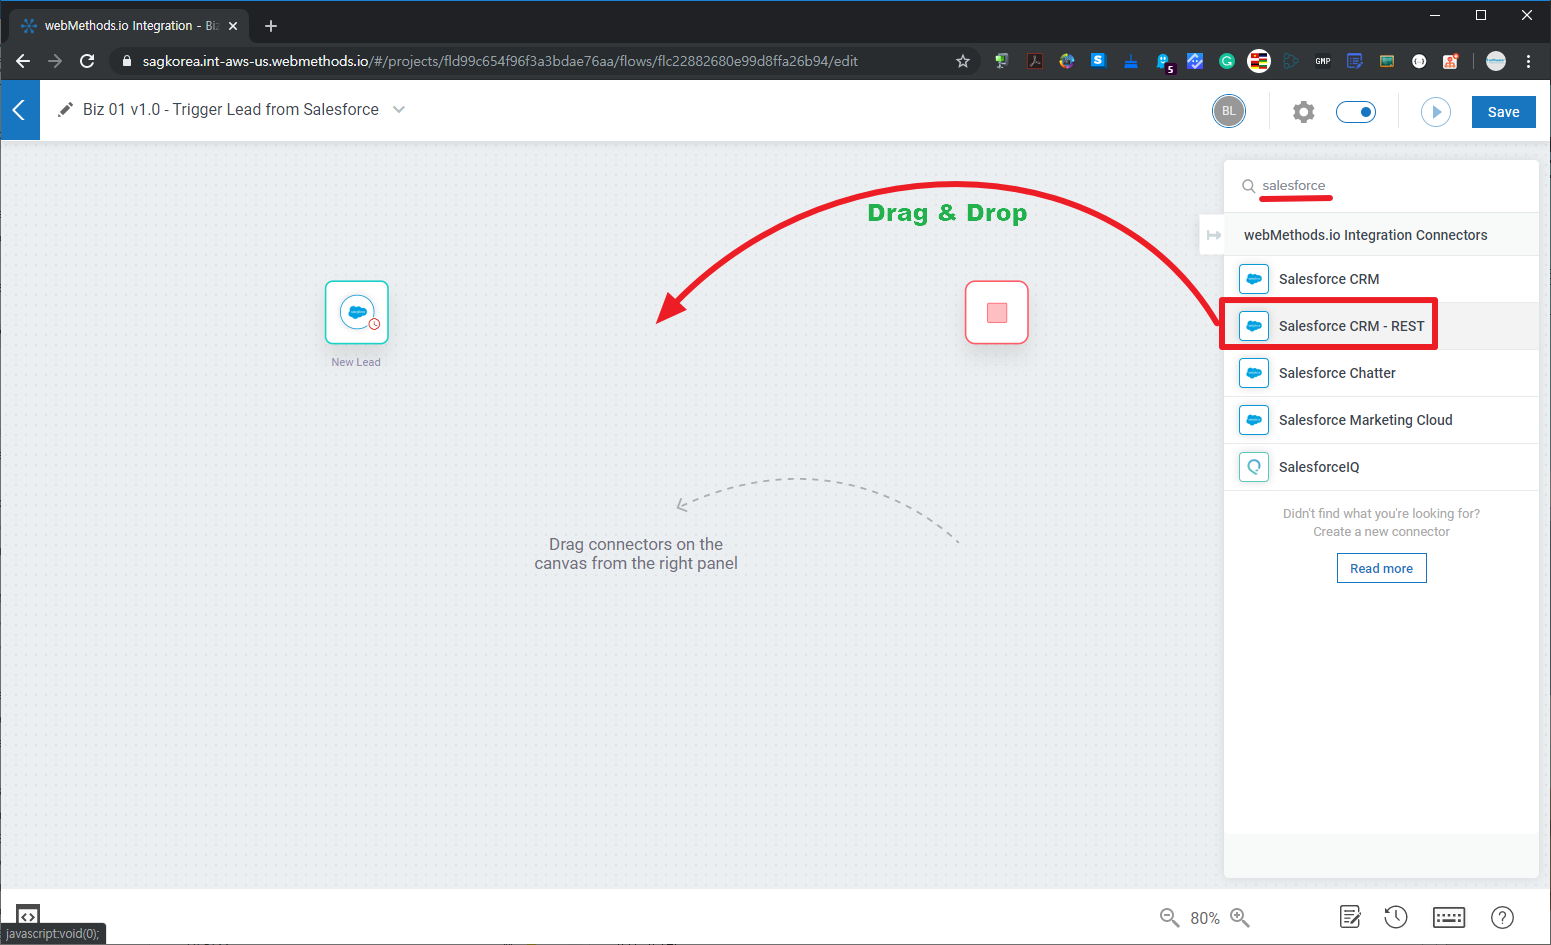 webMethods.io Integration - Biz
sagkorea.int-aws-us.webmethods.io/#/projects/fld99c654f96f3a3bdae76aa/flows/flc22882680e99d8ffa26b94/edit
5
GMP
Biz 01 v1.0 - Trigger Lead from Salesforce
BL
Save
salesforce
Drag & Drop
webMethods.io Integration Connectors
Salesforce CRM
Salesforce CRM - REST
New Lead
Salesforce Chatter
Salesforce Marketing Cloud
SalesforceIQ
Didn't find what you're looking for?
Create a new connector
Read more
Drag connectors on the
canvas from the right panel
80%
javascript:void(0);